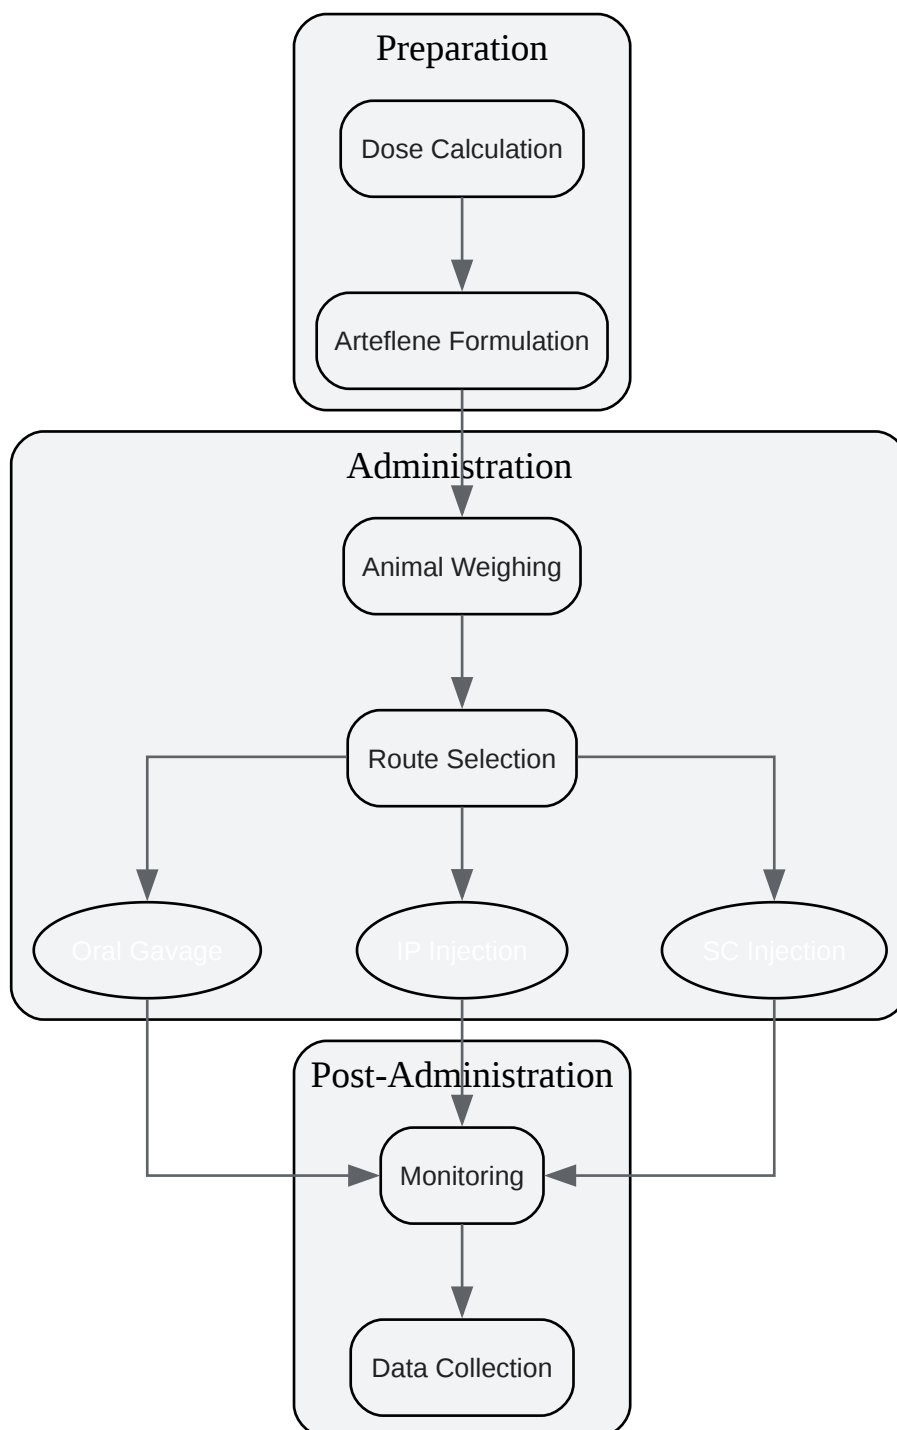 Preparation
Dose Calculation
Arteflene Formulation
Administration
Animal Weighing
Route Selection
Oral Gavage
IP Injection
SC Injection
Post-Administration
Monitoring
Data Collection